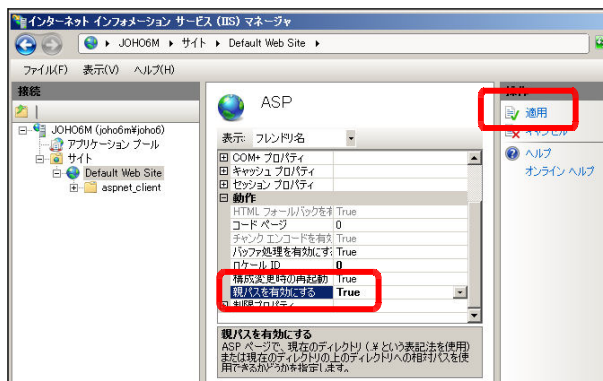 インターネット インフォメーション サービス (IIS) マネージャ
JOHO6M サイト Default Web Site
ファイル(F) 表示(V) ヘルプ(H)
接続
JOHO6M (joho6m¥joho6)
アプリケーション プール
サイト
Default Web Site
aspnet_client
ASP
表示: フレンドリ名
COM+ プロパティ
キャッシュ プロパティ
セッション プロパティ
動作
HTML フォールバックを有 True
コード ページ 0
チャンク エンコードを有効 True
バッファ処理を有効にす: True
ロケール ID 0
構成変更時の再起動 True
親パスを有効にする True
制限プロパティ
親パスを有効にする
ASP ページで、現在のディレクトリ (.¥ という表記法を使用)
または現在のディレクトリの上のディレクトリへの相対パスを使
用できるかどうかを指定します。
操作
適用
キャンセル
ヘルプ
オンライン ヘルプ